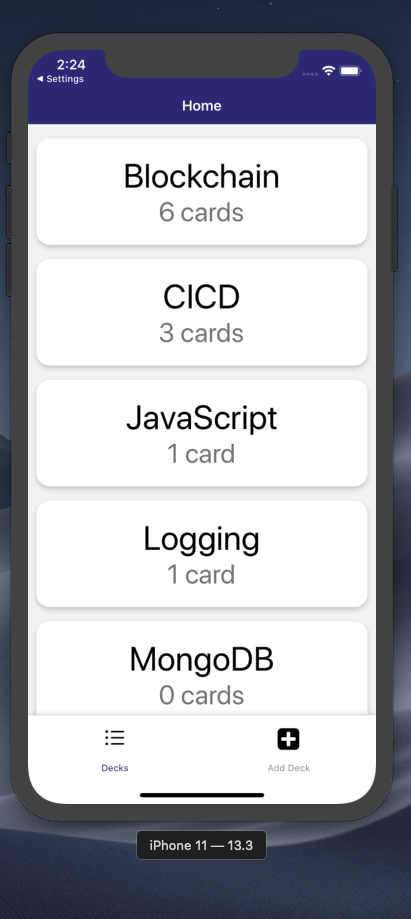 2:24
◀ Settings
Home
Blockchain
6 cards
CICD
3 cards
JavaScript
1 card
Logging
1 card
MongoDB
0 cards
Decks
Add Deck
iPhone 11 — 13.3